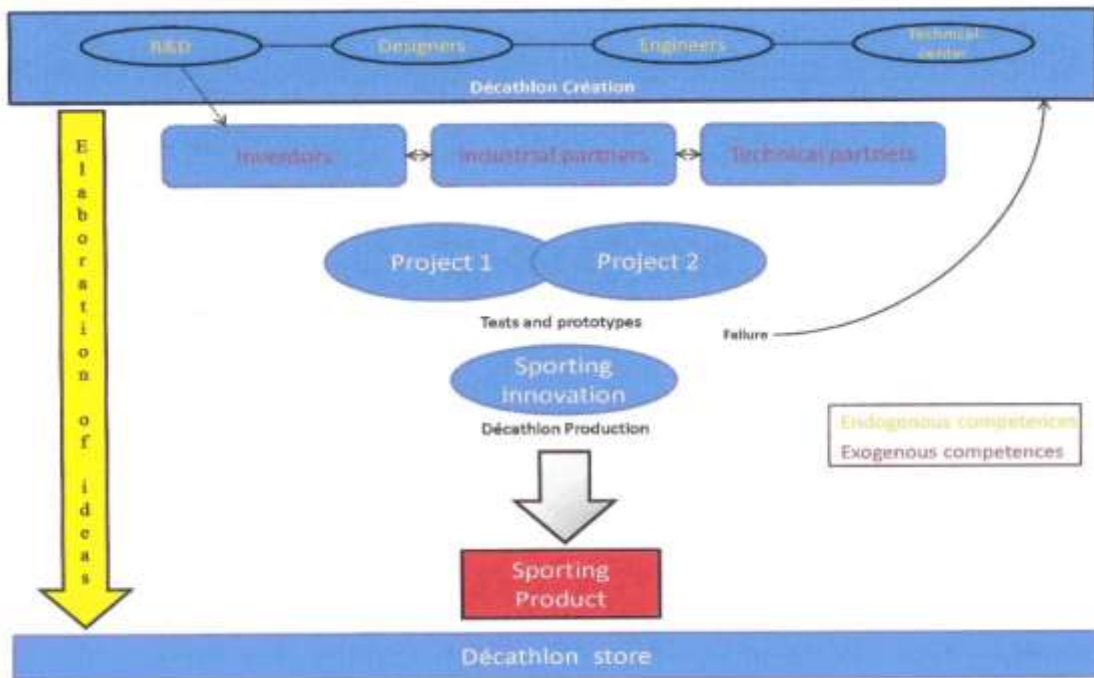 R&D
Designers
Engineers
Technical
center
Décathlon Création
Elaboration of ideas
Inventors
Industrial partners
Technical partners
Project 1
Project 2
Tests and prototypes
Failure
Sporting
Innovation
Décathlon Production
Endogenous competences
Exogenous competences
Sporting
Product
Décathlon store